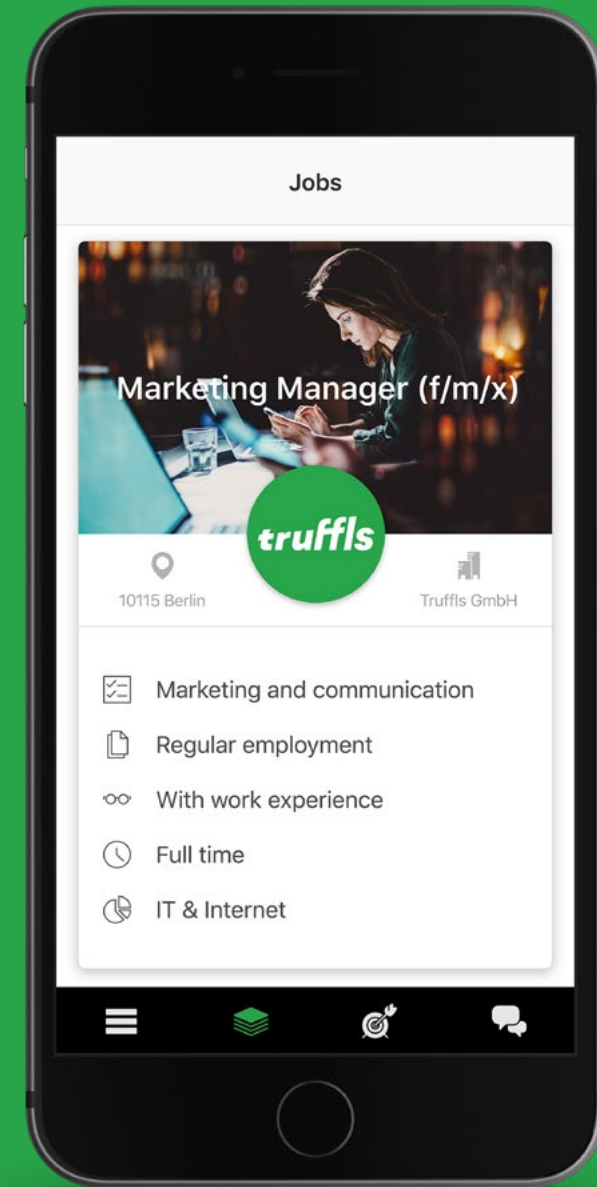 Jobs
Marketing Manager (f/m/x)
truffls
10115 Berlin
Truffls GmbH
Marketing and communication
Regular employment
With work experience
Full time
IT & Internet